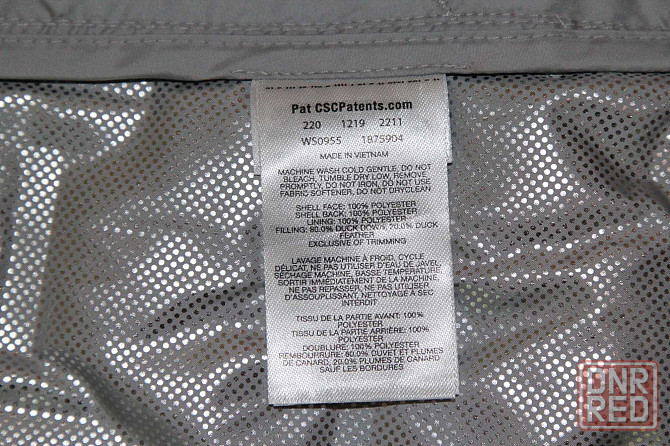 Pat CSCPatents.com
220 1219 2211
W50955 1875904
MADE IN VIETNAM
MACHINE WASH COLD GENTLE, DO NOT
BLEACH, TUMBLE DRY LOW, REMOVE
PROMPTLY, DO NOT IRON, DO NOT USE
FABRIC SOFTENER, DO NOT DRYCLEAN
SHELL FACE: 100% POLYESTER
SHELL BACK: 100% POLYESTER
LINING: 100% POLYESTER
FILLING: 80.0% DUCK DOWN, 20.0% DUCK
FEATHER
EXCLUSIVE OF TRIMMING
LAVAGE MACHINE À FROID, CYCLE
DÉLICAT, NE PAS UTILISER D'EAU DE JAVEL,
SÉCHAGE MACHINE, BASSE TEMPÉRATURE,
SORTIR IMMÉDIATEMENT DE LA MACHINE,
NE PAS REPASSER, NE PAS UTILISER
D'ASSOUPLISSANT, NETTOYAGE À SEC
INTERDIT
TISSU DE LA PARTIE AVANT: 100%
POLYESTER
TISSU DE LA PARTIE ARRIÈRE: 100%
POLYESTER
DOUBLURE: 100% POLYESTER
REMBOURRURE: 80.0% DUVET ET PLUMES
DE CANARD, 20.0% PLUMES DE CANARD
SAUF LES BORDURES
DNR
RED